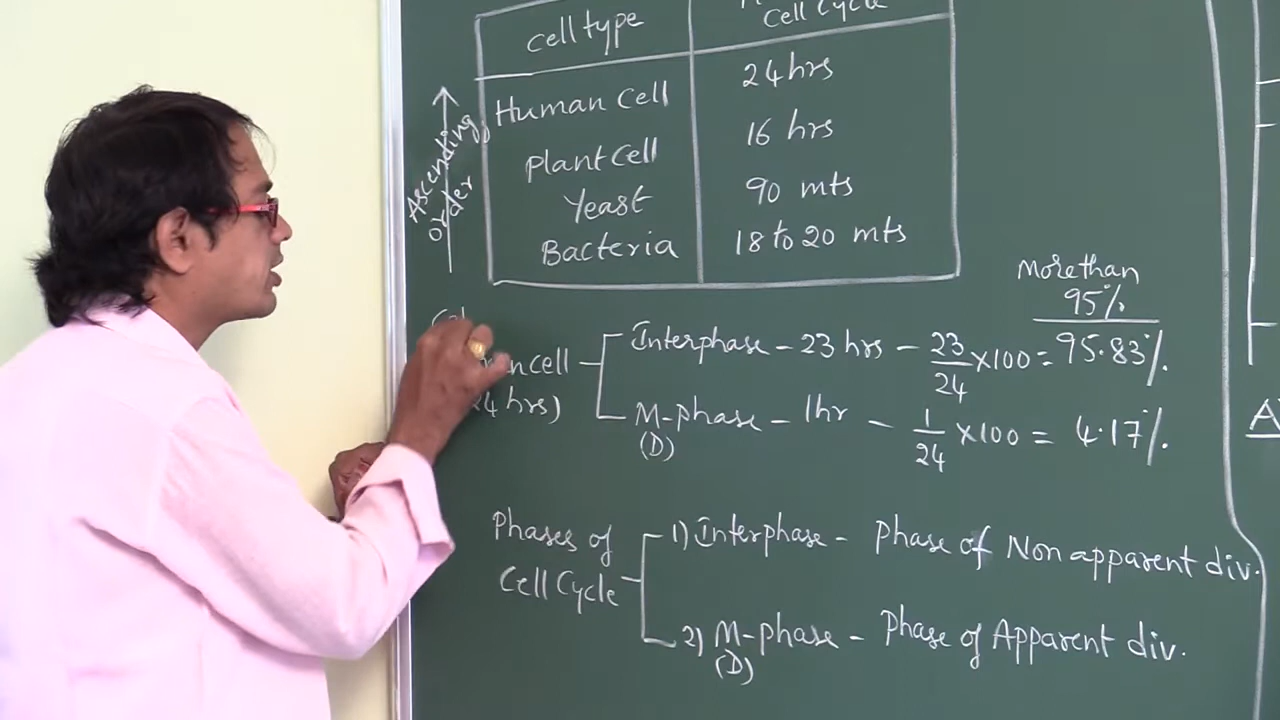 Cell type
Cell Cycle
Human Cell 24 hrs
Plant Cell 16 hrs
Yeast 90 mts
Bacteria 18 to 20 mts
Ascending
order
More than
95%
Interphase - 23 hrs - 23/24 x100 = 95.83%
cell
24 hrs)
M-phase - 1hr - 1/24 x100 = 4.17%
(D)
Phases of
Cell Cycle
1) Interphase - Phase of Non apparent div.
2) M-phase - Phase of Apparent div.
(D)
A